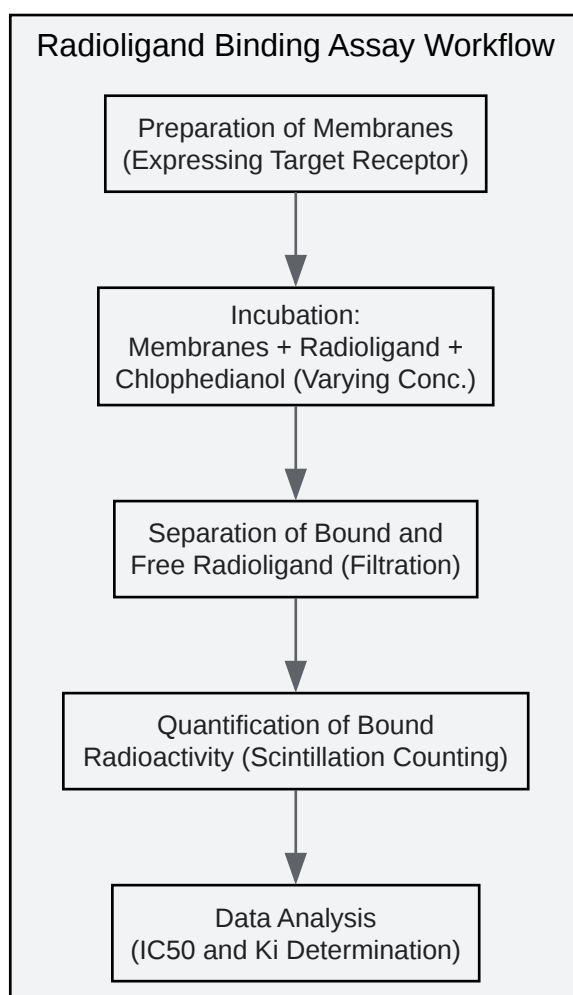 Radioligand Binding Assay Workflow
Preparation of Membranes
(Expressing Target Receptor)
Incubation:
Membranes + Radioligand +
Chlophedianol (Varying Conc.)
Separation of Bound and
Free Radioligand (Filtration)
Quantification of Bound
Radioactivity (Scintillation Counting)
Data Analysis
(IC50 and Ki Determination)